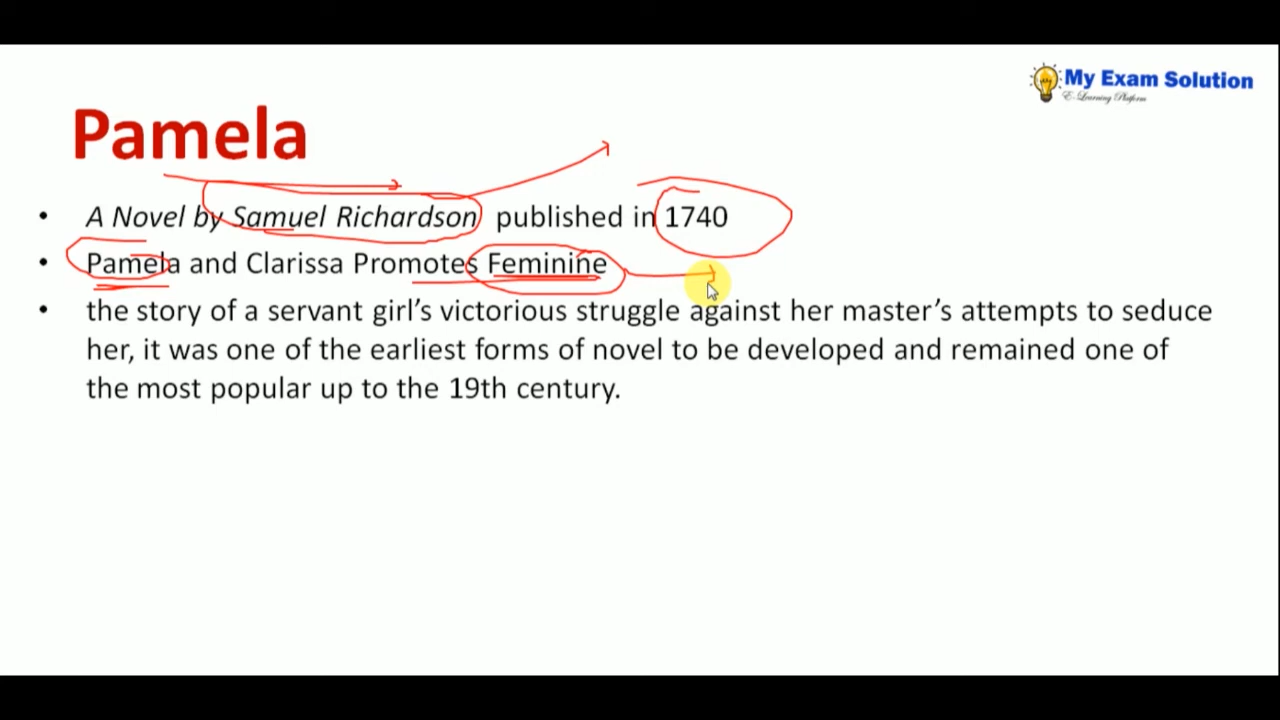 My Exam Solution
E-Learning Platform
Pamela
• A Novel by Samuel Richardson published in 1740
• Pamela and Clarissa Promotes Feminine
• the story of a servant girl’s victorious struggle against her master’s attempts to seduce
her, it was one of the earliest forms of novel to be developed and remained one of
the most popular up to the 19th century.